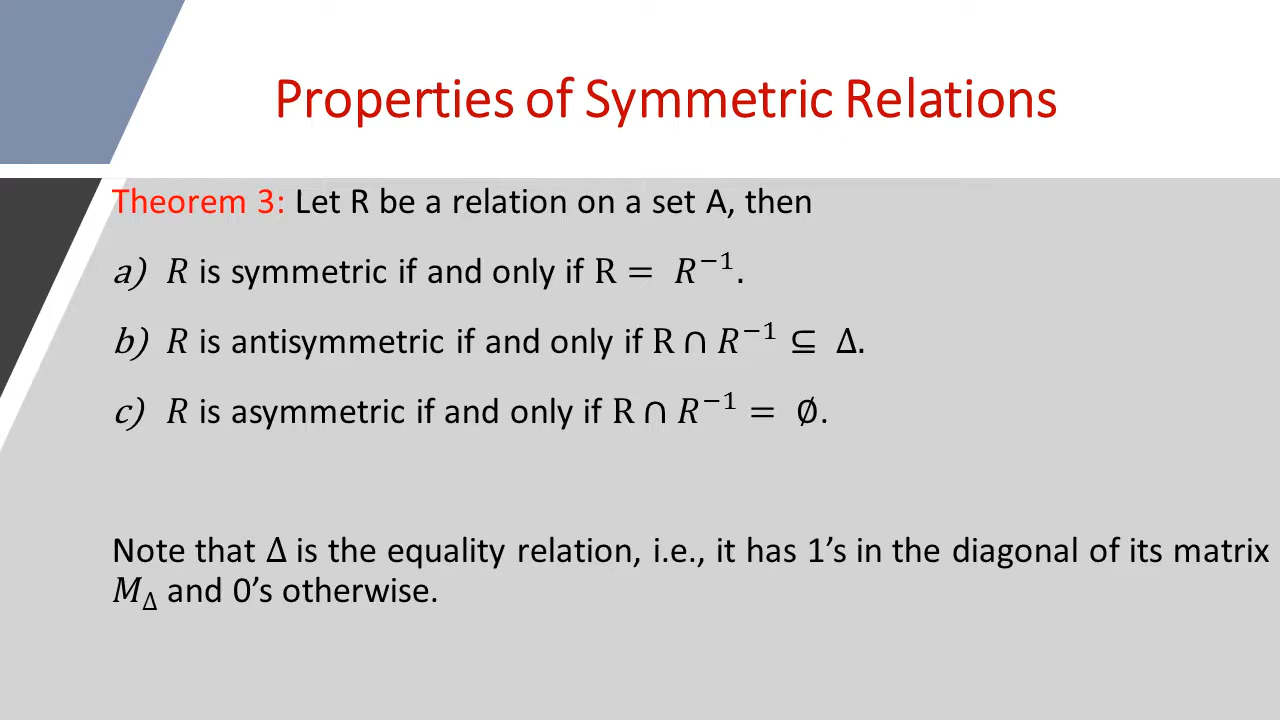 Properties of Symmetric Relations
Theorem 3: Let R be a relation on a set A, then
a) R is symmetric if and only if R = R⁻¹.
b) R is antisymmetric if and only if R ∩ R⁻¹ ⊆ Δ.
c) R is asymmetric if and only if R ∩ R⁻¹ = ∅.
Note that Δ is the equality relation, i.e., it has 1’s in the diagonal of its matrix
M_Δ and 0’s otherwise.